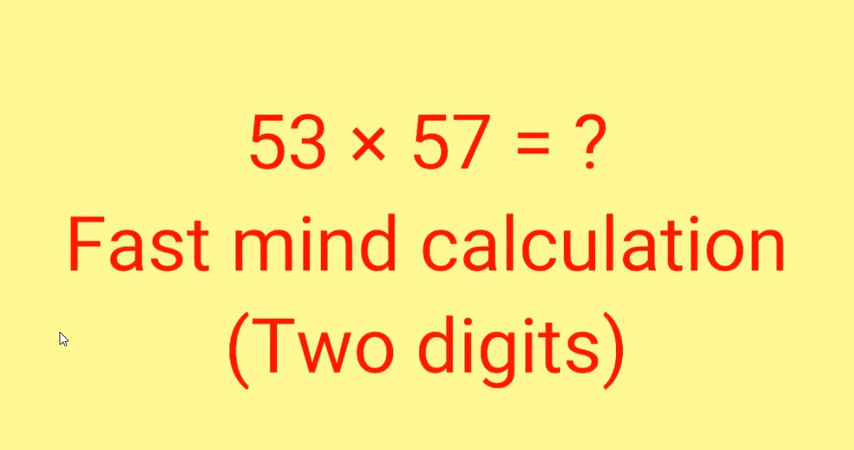 53 × 57 = ?
Fast mind calculation
(Two digits)